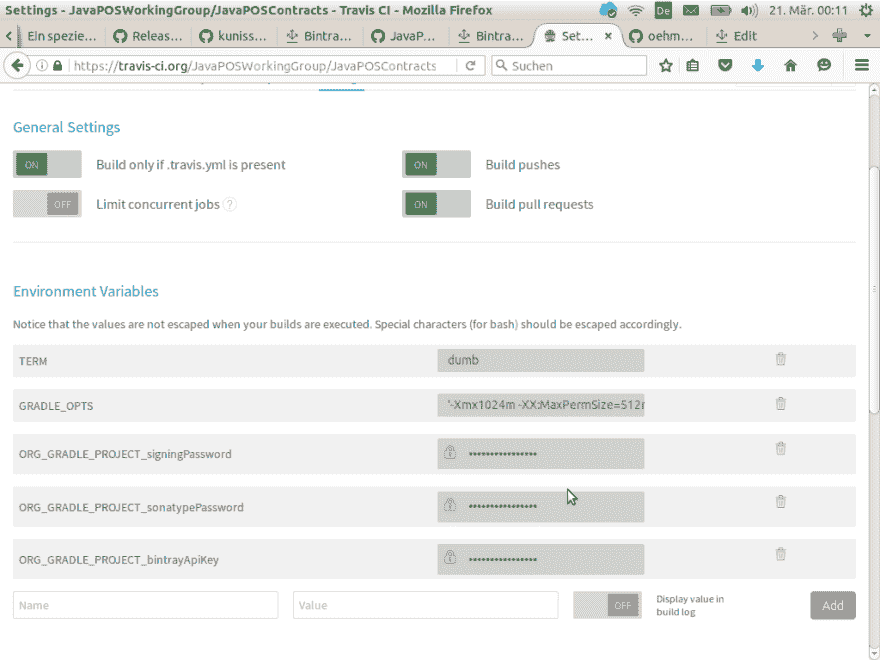 Settings - JavaPOSWorkingGroup/JavaPOSContracts - Travis CI - Mozilla Firefox
De
21. Mär. 00:11
Ein spezie...
Releas...
kuniss...
Bintra...
JavaP...
Bintra...
Set...
oehm...
Edit
https://travis-ci.org/JavaPOSWorkingGroup/JavaPOSContracts
Suchen
General Settings
ON
Build only if .travis.yml is present
ON
Build pushes
OFF
Limit concurrent jobs ?
ON
Build pull requests
Environment Variables
Notice that the values are not escaped when your builds are executed. Special characters (for bash) should be escaped accordingly.
TERM
dumb
GRADLE_OPTS
'-Xmx1024m -XX:MaxPermSize=512m
ORG_GRADLE_PROJECT_signingPassword
••••••••••••••••
ORG_GRADLE_PROJECT_sonatypePassword
••••••••••••••••
ORG_GRADLE_PROJECT_bintrayApiKey
••••••••••••••••
Name
Value
OFF
Display value in
build log
Add